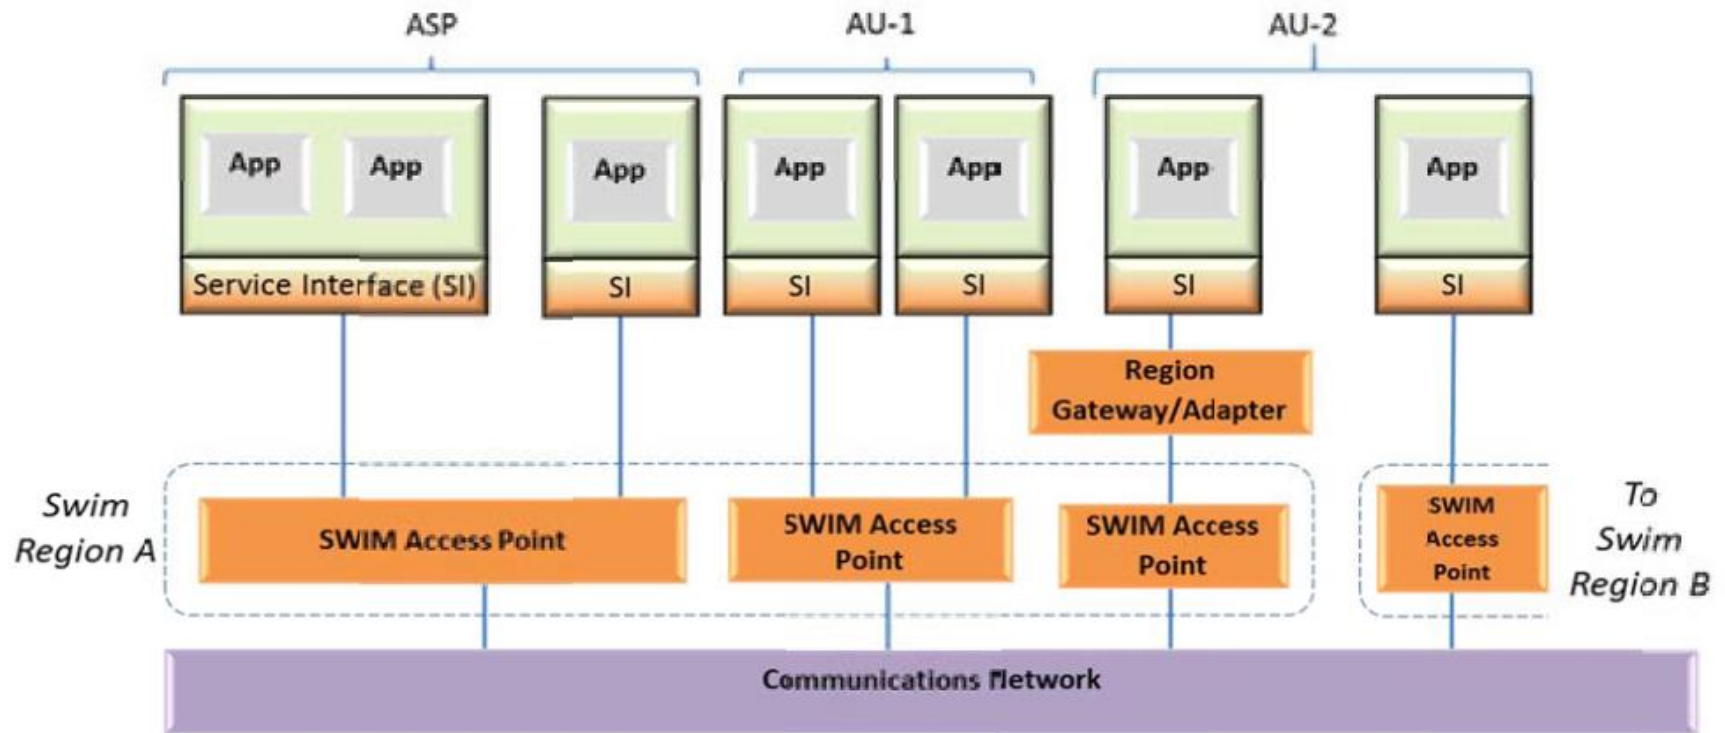 ASP
AU-1
AU-2
App
App
App
App
App
App
App
Service Interface (SI)
SI
SI
SI
SI
SI
Region
Gateway/Adapter
Swim
Region A
SWIM Access Point
SWIM Access
Point
SWIM Access
Point
SWIM
Access
Point
To
Swim
Region B
Communications Network